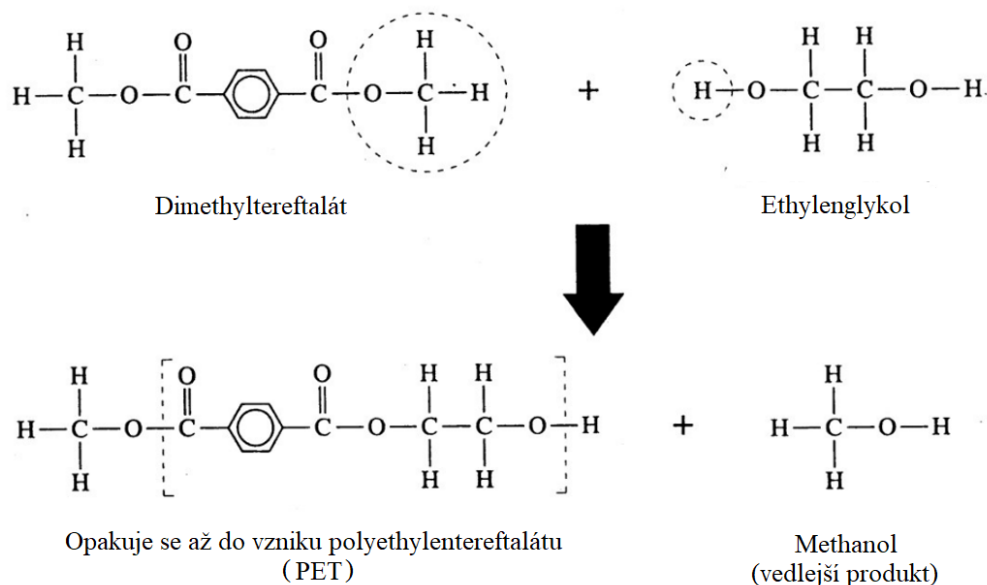 H H H
O O
H C O C C O C H + H O C C O H
H H H H
Dimethyltereftalát
Ethylenglykol
H O O H H H
H C O C C O C C O H + H C O H
H H H H
Opakuje se až do vzniku polyethylentereftalátu
(PET)
Methanol
(vedlejší produkt)